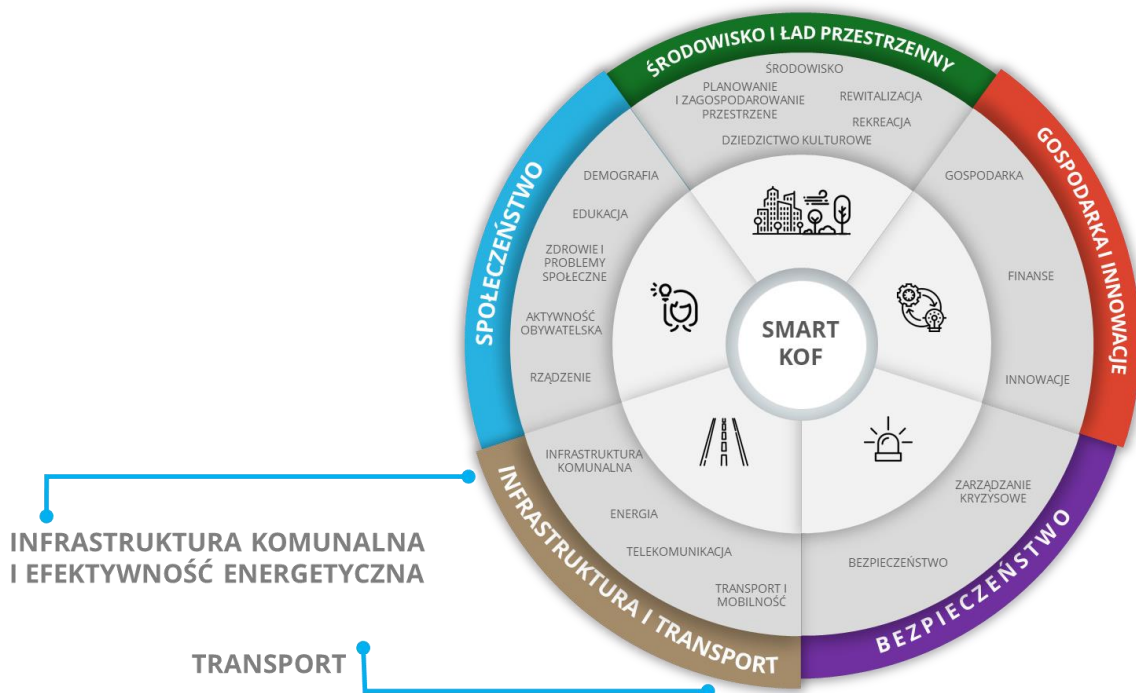 ŚRODOWISKO I ŁAD PRZESTRZENNY
ŚRODOWISKO
PLANOWANIE
I ZAGOSPODAROWANIE
PRZESTRZENE
REWITALIZACJA
REKREACJA
DZIEDZICTWO KULTUROWE
GOSPODARKA I INNOWACJE
GOSPODARKA
FINANSE
INNOWACJE
SPOŁECZEŃSTWO
DEMOGRAFIA
EDUKACJA
ZDROWIE I
PROBLEMY
SPOŁECZNE
AKTYWNOŚĆ
OBYWATELSKA
RZĄDZENIE
SMART
KOF
INFRASTRUKTURA I TRANSPORT
INFRASTRUKTURA
KOMUNALNA
ENERGIA
TELEKOMUNIKACJA
TRANSPORT I
MOBILNOŚĆ
BEZPIECZEŃSTWO
ZARZĄDZANIE
KRYZYSOWE
BEZPIECZEŃSTWO
INFRASTRUKTURA KOMUNALNA
I EFEKTYWNOŚĆ ENERGETYCZNA
TRANSPORT